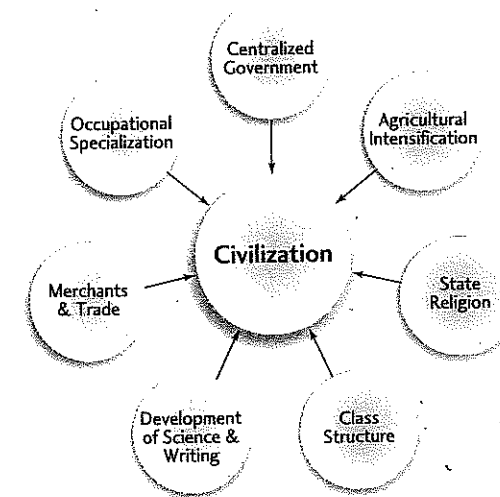 Centralized
Government
Occupational
Specialization
Agricultural
Intensification
Civilization
Merchants
& Trade
State
Religion
Development
of Science &
Writing
Class
Structure